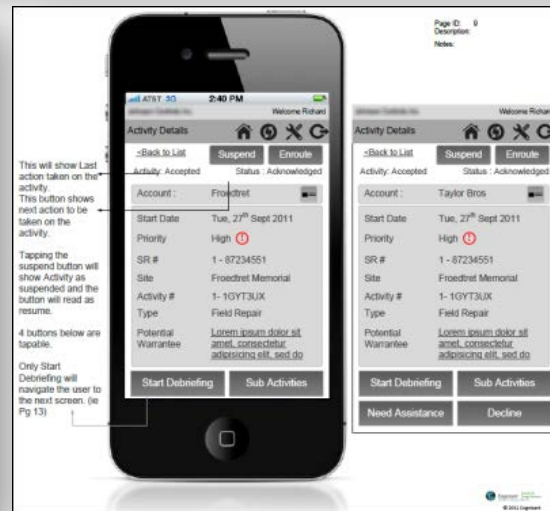 Page ID: 9
Description:
Notes:
AT&T 3G 2:40 PM
Welcome Richard
Activity Details
<Back to List Suspend Enroute
Activity: Accepted Status : Acknowledged
Account : Froedtret
Start Date Tue, 27th Sept 2011
Priority High
SR # 1 - 87234551
Site Froedtret Memorial
Activity # 1- 1GYT3UX
Type Field Repair
Potential Warrantee
Lorem ipsum dolor sit
amet, consectetur
adipisicing elit, sed do
Start Debriefing Sub Activities
This will show Last
action taken on the
activity.
This button shows
next action to be
taken on the
activity.
Tapping the
suspend button will
show Activity as
suspended and the
button will read as
resume.
4 buttons below are
tapable.
Only Start
Debriefing will
navigate the user to
the next screen. (ie
Pg 13)
Welcome Richard
Activity Details
<Back to List Suspend Enroute
Activity: Accepted Status : Acknowledged
Account : Taylor Bros
Start Date Tue, 27th Sept 2011
Priority High
SR # 1 - 87234551
Site Froedtret Memorial
Activity # 1- 1GYT3UX
Type Field Repair
Potential Warrantee
Lorem ipsum dolor sit
amet, consectetur
adipisicing elit, sed do
Start Debriefing Sub Activities
Need Assistance Decline
Cognizant
© 2011 Cognizant